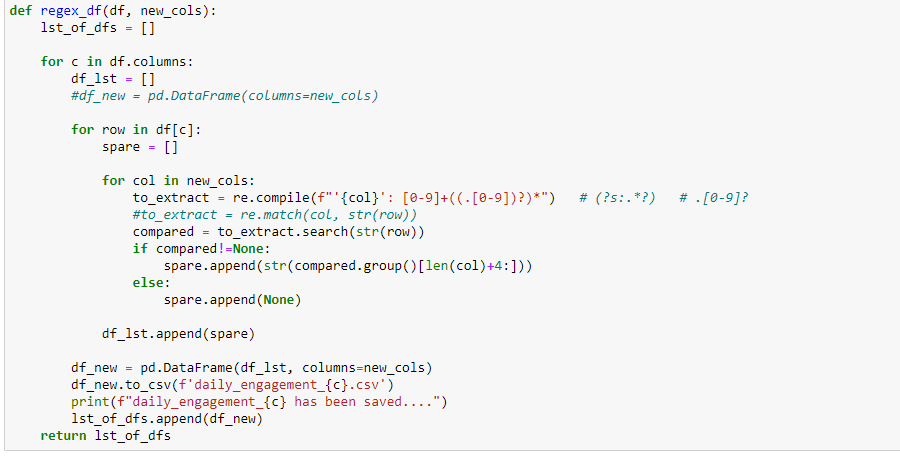 def regex_df(df, new_cols):
    lst_of_dfs = []

    for c in df.columns:
        df_lst = []
        #df_new = pd.DataFrame(columns=new_cols)

        for row in df[c]:
            spare = []

            for col in new_cols:
                to_extract = re.compile(f"'{col}': [0-9]+((.[0-9])?)*")   # (?s:.*?)   # .[0-9]?
                #to_extract = re.match(col, str(row))
                compared = to_extract.search(str(row))
                if compared!=None:
                    spare.append(str(compared.group()[len(col)+4:]))
                else:
                    spare.append(None)

            df_lst.append(spare)

        df_new = pd.DataFrame(df_lst, columns=new_cols)
        df_new.to_csv(f'daily_engagement_{c}.csv')
        print(f"daily_engagement_{c} has been saved....")
        lst_of_dfs.append(df_new)
    return lst_of_dfs